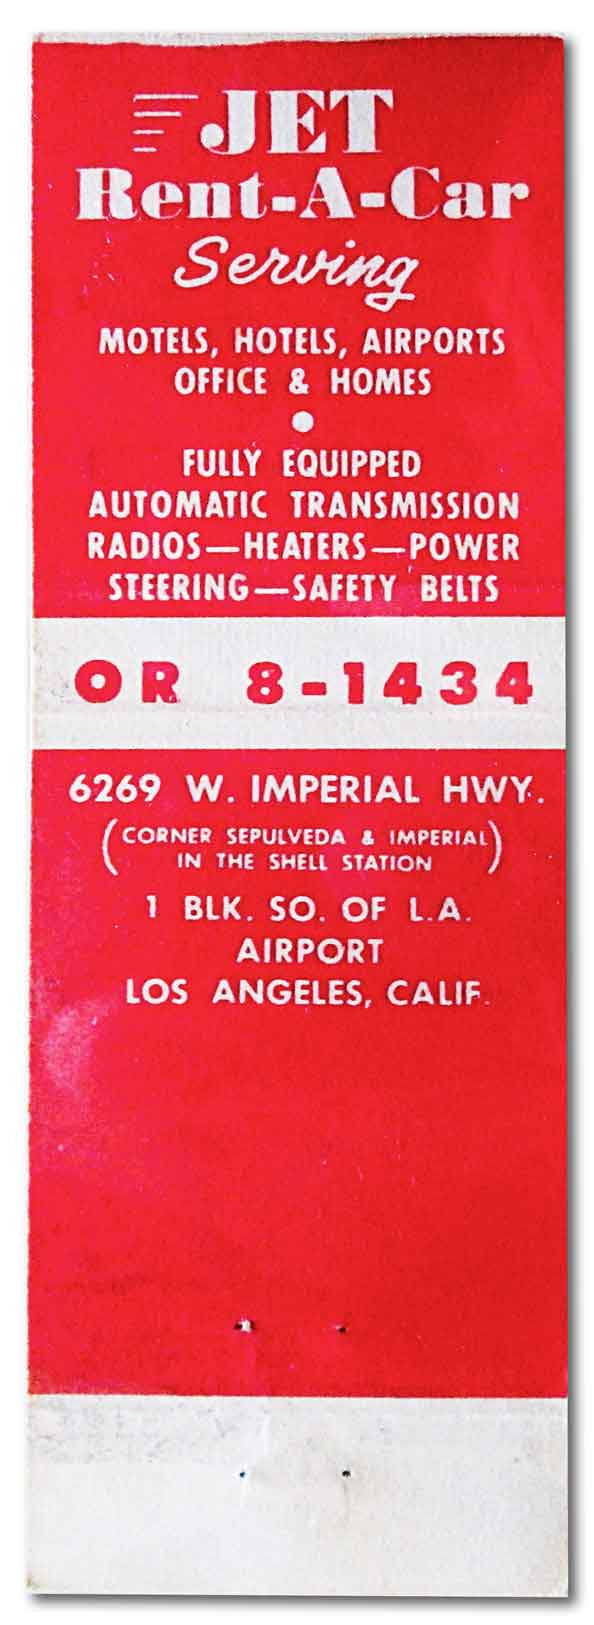 JET
Rent-A-Car
Serving
MOTELS, HOTELS, AIRPORTS
OFFICE & HOMES
•
FULLY EQUIPPED
AUTOMATIC TRANSMISSION
RADIOS—HEATERS—POWER
STEERING—SAFETY BELTS
OR 8-1434
6269 W. IMPERIAL HWY.
(CORNER SEPULVEDA & IMPERIAL
IN THE SHELL STATION)
1 BLK. SO. OF L.A.
AIRPORT
LOS ANGELES, CALIF.